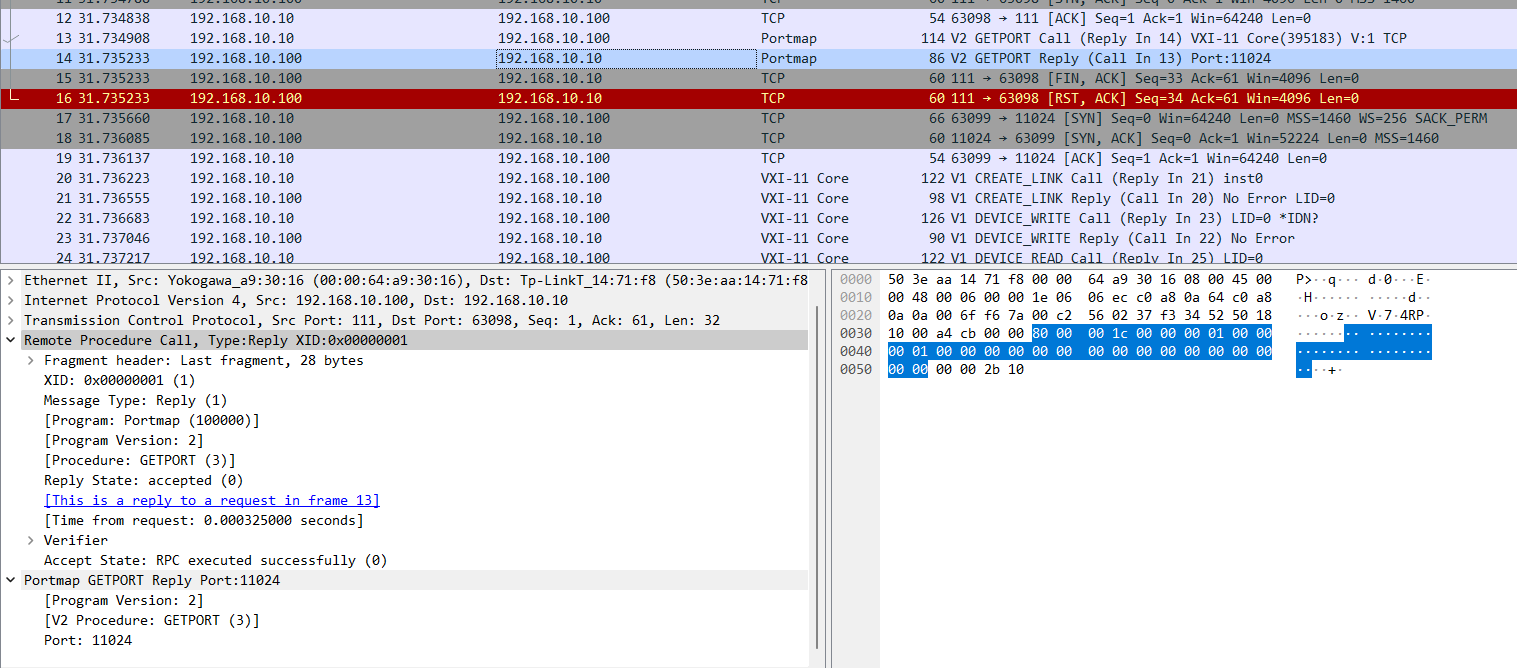 12 31.734838 192.168.10.10 192.168.10.100 TCP 54 63098 → 111 [ACK] Seq=1 Ack=1 Win=64240 Len=0
13 31.734908 192.168.10.10 192.168.10.100 Portmap 114 V2 GETPORT Call (Reply In 14) VXI-11 Core(395183) V:1 TCP
14 31.735233 192.168.10.100 192.168.10.10 Portmap 86 V2 GETPORT Reply (Call In 13) Port:11024
15 31.735233 192.168.10.100 192.168.10.10 TCP 60 111 → 63098 [FIN, ACK] Seq=33 Ack=61 Win=4096 Len=0
16 31.735233 192.168.10.100 192.168.10.10 TCP 60 111 → 63098 [RST, ACK] Seq=34 Ack=61 Win=4096 Len=0
17 31.735660 192.168.10.10 192.168.10.100 TCP 66 63099 → 11024 [SYN] Seq=0 Win=64240 Len=0 MSS=1460 WS=256 SACK_PERM
18 31.736085 192.168.10.100 192.168.10.10 TCP 60 11024 → 63099 [SYN, ACK] Seq=0 Ack=1 Win=52224 Len=0 MSS=1460
19 31.736137 192.168.10.10 192.168.10.100 TCP 54 63099 → 11024 [ACK] Seq=1 Ack=1 Win=64240 Len=0
20 31.736223 192.168.10.10 192.168.10.100 VXI-11 Core 122 V1 CREATE_LINK Call (Reply In 21) inst0
21 31.736555 192.168.10.100 192.168.10.10 VXI-11 Core 98 V1 CREATE_LINK Reply (Call In 20) No Error LID=0
22 31.736683 192.168.10.10 192.168.10.100 VXI-11 Core 126 V1 DEVICE_WRITE Call (Reply In 23) LID=0 *IDN?
23 31.737046 192.168.10.100 192.168.10.10 VXI-11 Core 90 V1 DEVICE_WRITE Reply (Call In 22) No Error
24 31.737217 192.168.10.10 192.168.10.100 VXI-11 Core 122 V1 DEVICE_READ Call (Reply In 25) LID=0
Ethernet II, Src: Yokogawa_a9:30:16 (00:00:64:a9:30:16), Dst: Tp-LinkT_14:71:f8 (50:3e:aa:14:71:f8
Internet Protocol Version 4, Src: 192.168.10.100, Dst: 192.168.10.10
Transmission Control Protocol, Src Port: 111, Dst Port: 63098, Seq: 1, Ack: 61, Len: 32
Remote Procedure Call, Type:Reply XID:0x00000001
Fragment header: Last fragment, 28 bytes
XID: 0x00000001 (1)
Message Type: Reply (1)
[Program: Portmap (100000)]
[Program Version: 2]
[Procedure: GETPORT (3)]
Reply State: accepted (0)
[This is a reply to a request in frame 13]
[Time from request: 0.000325000 seconds]
Verifier
Accept State: RPC executed successfully (0)
Portmap GETPORT Reply Port:11024
[Program Version: 2]
[V2 Procedure: GETPORT (3)]
Port: 11024
0000 50 3e aa 14 71 f8 00 00 64 a9 30 16 08 00 45 00 P>··q··· d·0···E·
0010 00 48 00 06 00 00 1e 06 06 ec c0 a8 0a 64 c0 a8 ·H······ ·····d··
0020 0a 0a 00 6f f6 7a 00 c2 56 02 37 f3 34 52 50 18 ···o·z·· V·7·4RP·
0030 10 00 a4 cb 00 00 80 00 00 1c 00 00 00 01 00 00 ········ ········
0040 00 01 00 00 00 00 00 00 00 00 00 00 00 00 00 00 ········ ········
0050 00 00 00 00 2b 10 ····+·